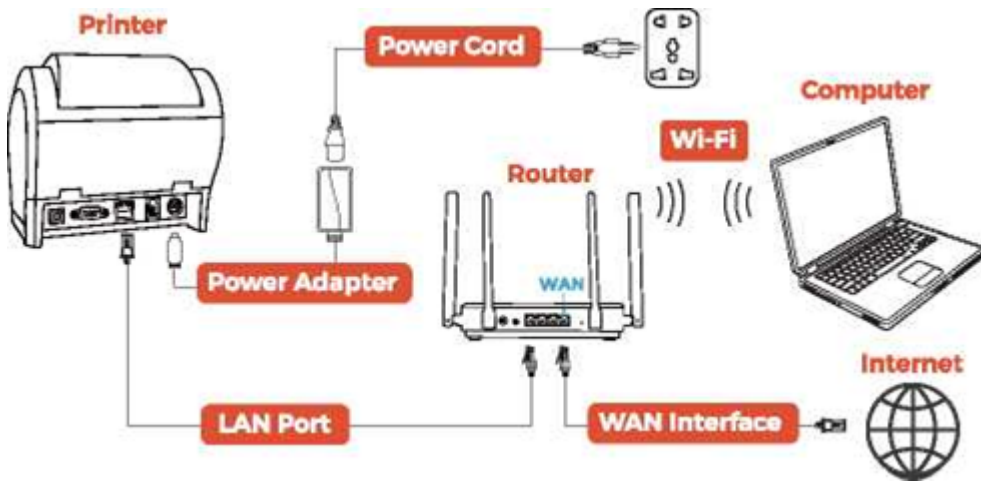 Printer
Power Cord
Computer
Wi-Fi
Router
Power Adapter
WAN
Internet
LAN Port
WAN Interface